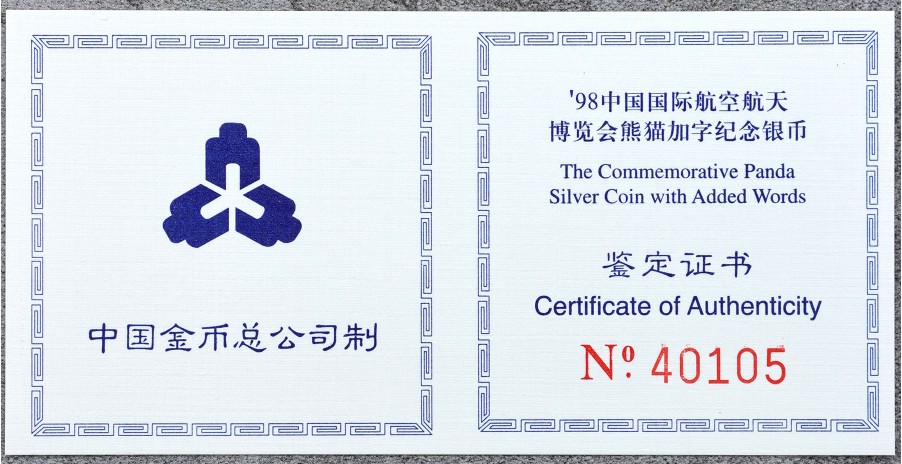 中国金币总公司制
'98中国国际航空航天
博览会熊猫加字纪念银币
The Commemorative Panda
Silver Coin with Added Words
鉴定证书
Certificate of Authenticity
Nº 40105